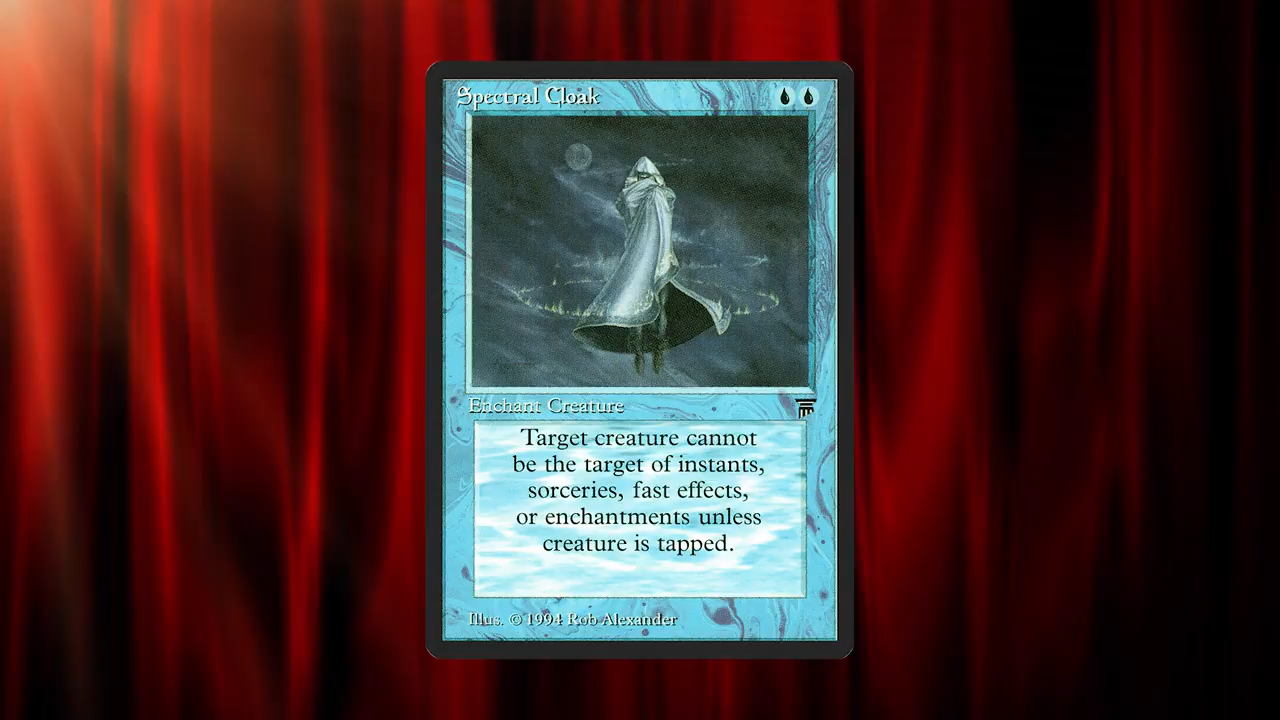 Spectral Cloak
Enchant Creature
Target creature cannot
be the target of instants,
sorceries, fast effects,
or enchantments unless
creature is tapped.
Illus. © 1994 Rob Alexander